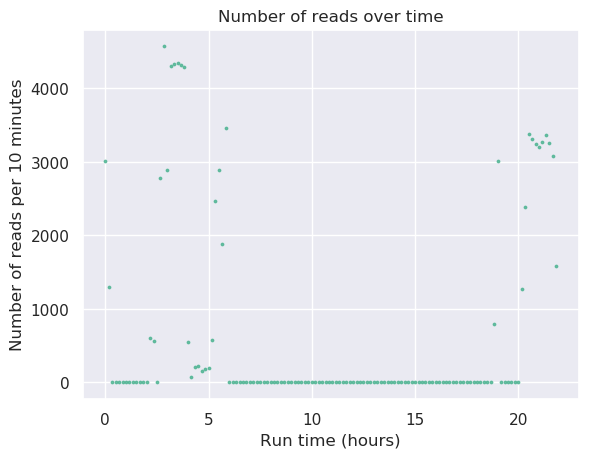 Number of reads over time
Number of reads per 10 minutes
4000
3000
2000
1000
0
0 5 10 15 20
Run time (hours)